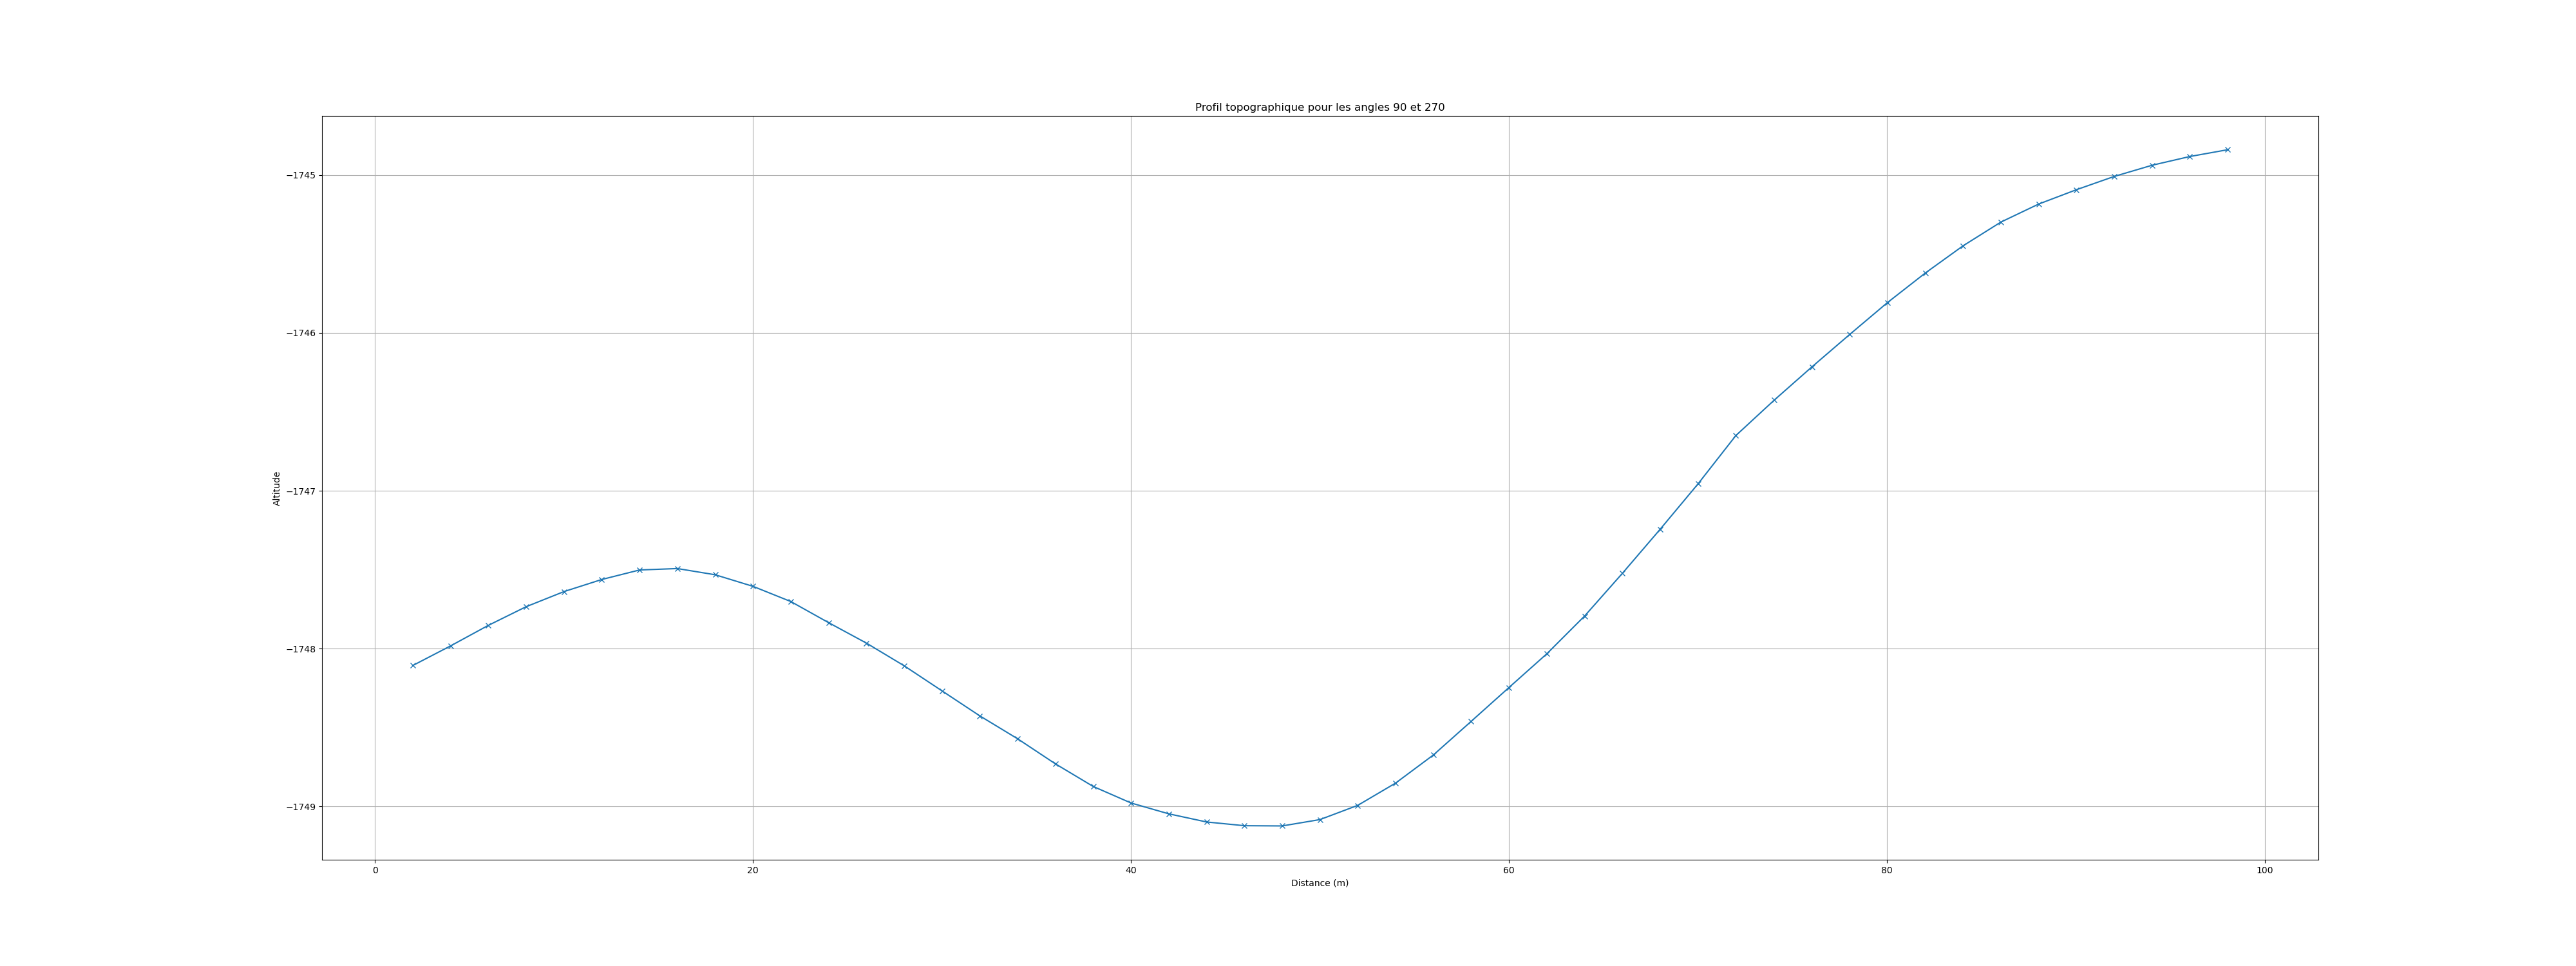 Profil topographique pour les angles 90 et 270
Altitude
−1745
−1746
−1747
−1748
−1749
0 20 40 60 80 100
Distance (m)